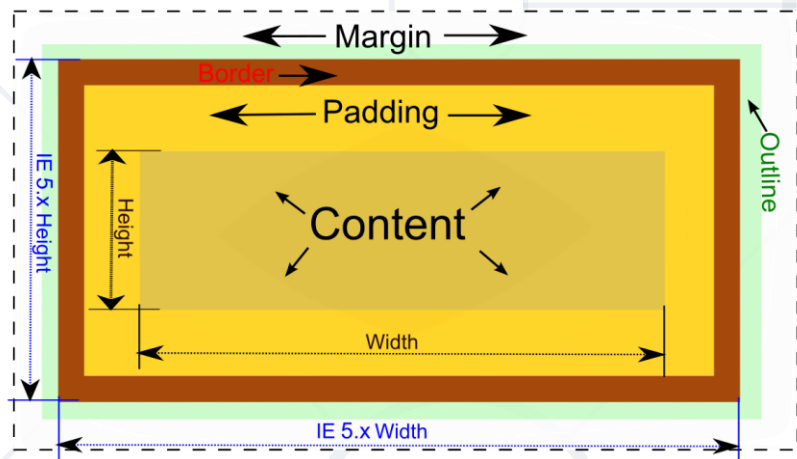 Margin
Border
Padding
Outline
IE 5.x Height
Height
Content
Width
IE 5.x Width